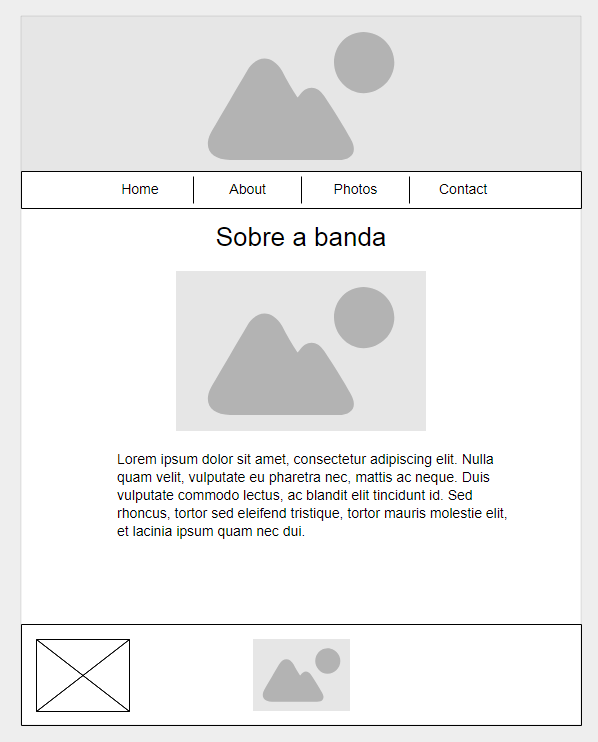 Home About Photos Contact
Sobre a banda
Lorem ipsum dolor sit amet, consectetur adipiscing elit. Nulla
quam velit, vulputate eu pharetra nec, mattis ac neque. Duis
vulputate commodo lectus, ac blandit elit tincidunt id. Sed
rhoncus, tortor sed eleifend tristique, tortor mauris molestie elit,
et lacinia ipsum quam nec dui.